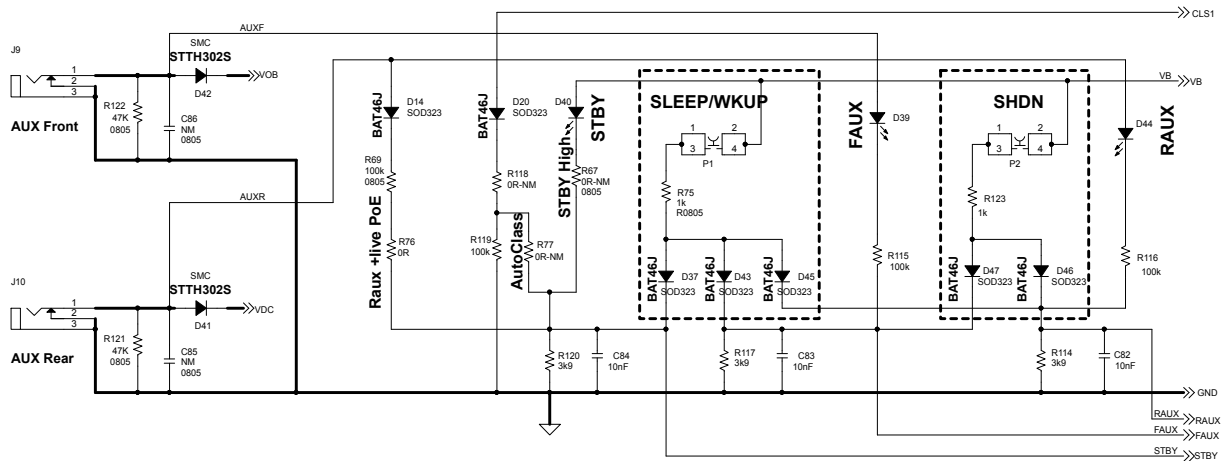 CLS1
AUXF
J9
SMC
STTH302S
1
2
3
VOB
D42
R122
47K
0805
C86
NM
0805
AUX Front
BAT46J
D14
SOD323
BAT46J
D20
SOD323
D40
STBY
VB
VB
SLEEP/WKUP
1
2
3
4
P1
FAUX
D39
SHDN
1
2
3
4
P2
D44
RAUX
R69
100k
0805
R118
0R-NM
STBY High
R67
0R-NM
0805
R75
1k
R0805
R123
1k
AUXR
Raux +live PoE
R76
0R
R119
100k
AutoClass
R77
0R-NM
BAT46J
D37
SOD323
BAT46J
D43
SOD323
BAT46J
D45
SOD323
R115
100k
BAT46J
D47
SOD323
BAT46J
D46
SOD323
R116
100k
J10
SMC
STTH302S
1
2
3
VDC
D41
R121
47K
0805
C85
NM
0805
AUX Rear
R120
3k9
C84
10nF
R117
3k9
C83
10nF
R114
3k9
C82
10nF
GND
RAUX
RAUX
FAUX
FAUX
STBY
STBY